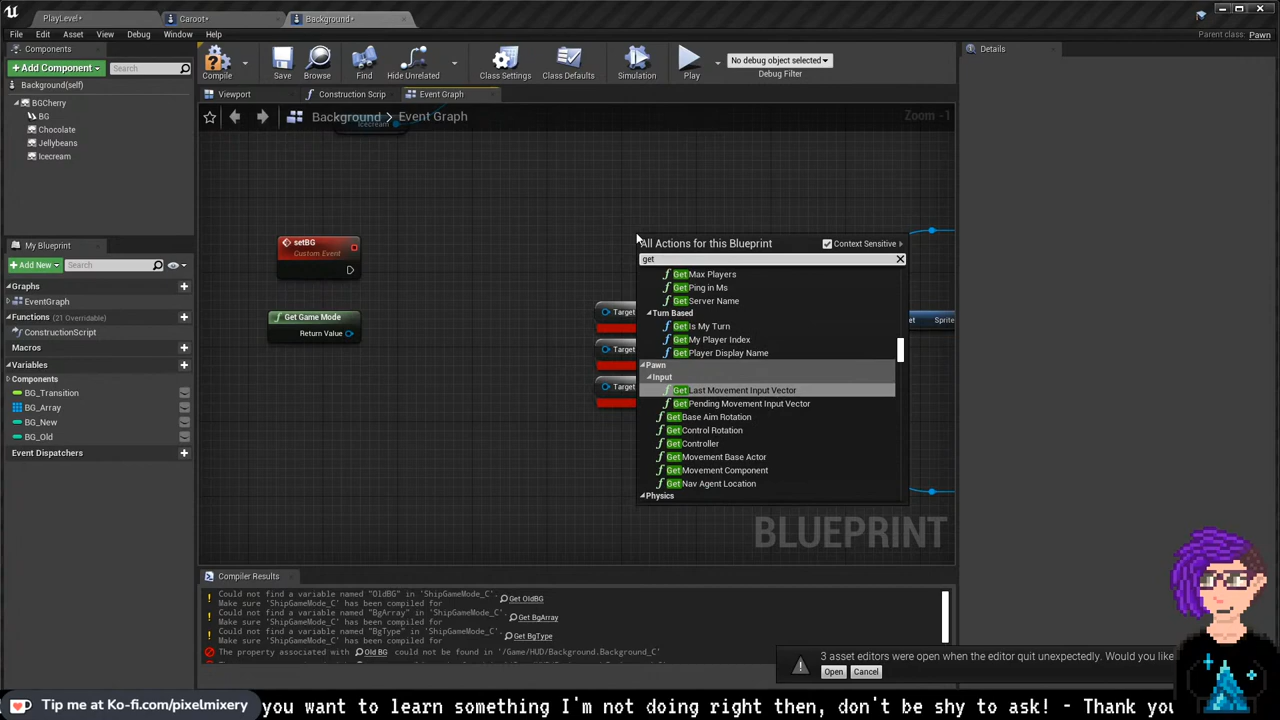 PlayLevel*
Caroot*
Background*
File
Edit
Asset
View
Debug
Window
Help
Parent class: Pawn
Components
+ Add Component
Search
Background(self)
BGCherry
BG
Chocolate
Jellybeans
Icecream
Compile
Save
Browse
Find
Hide Unrelated
Class Settings
Class Defaults
Simulation
Play
No debug object selected
Debug Filter
Details
Viewport
Construction Script
Event Graph
Background > Event Graph
Zoom -1
Icecream
setBG
Custom Event
Get Game Mode
Return Value
Target
Target
Target
et
Sprite
All Actions for this Blueprint
Context Sensitive
get
Get Max Players
Get Ping in Ms
Get Server Name
Turn Based
Get Is My Turn
Get My Player Index
Get Player Display Name
Pawn
Input
Get Last Movement Input Vector
Get Pending Movement Input Vector
Get Base Aim Rotation
Get Control Rotation
Get Controller
Get Movement Base Actor
Get Movement Component
Get Nav Agent Location
Physics
BLUEPRINT
My Blueprint
+ Add New
Search
Graphs
EventGraph
Functions (21 Overridable)
ConstructionScript
Macros
Variables
Components
BG_Transition
BG_Array
BG_New
BG_Old
Event Dispatchers
Compiler Results
Could not find a variable named "OldBG" in 'ShipGameMode_C'.
Make sure 'ShipGameMode_C' has been compiled for Get OldBG
Could not find a variable named "BgArray" in 'ShipGameMode_C'.
Make sure 'ShipGameMode_C' has been compiled for Get BgArray
Could not find a variable named "BgType" in 'ShipGameMode_C'.
Make sure 'ShipGameMode_C' has been compiled for Get BgType
The property associated with Old BG could not be found in '/Game/HUD/Background.Background_C'
3 asset editors were open when the editor quit unexpectedly. Would you like
Open
Cancel
Tip me at Ko-fi.com/pixelmixery
you want to learn something I'm not doing right then, don't be shy to ask! - Thank you